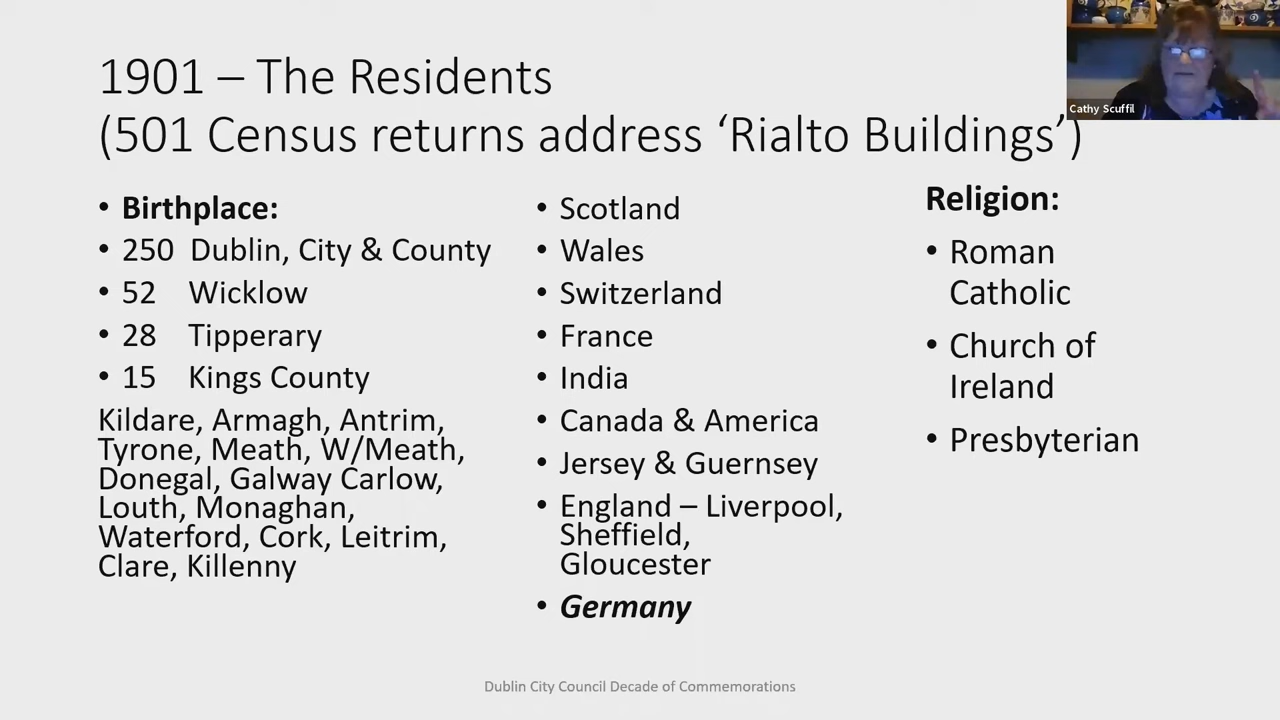 1901 – The Residents
(501 Census returns address ‘Rialto Buildings’)
Cathy Scuffil
• Birthplace:
• 250 Dublin, City & County
• 52 Wicklow
• 28 Tipperary
• 15 Kings County
Kildare, Armagh, Antrim,
Tyrone, Meath, W/Meath,
Donegal, Galway Carlow,
Louth, Monaghan,
Waterford, Cork, Leitrim,
Clare, Killenny
• Scotland
• Wales
• Switzerland
• France
• India
• Canada & America
• Jersey & Guernsey
• England – Liverpool,
Sheffield,
Gloucester
• Germany
Religion:
• Roman
Catholic
• Church of
Ireland
• Presbyterian
Dublin City Council Decade of Commemorations